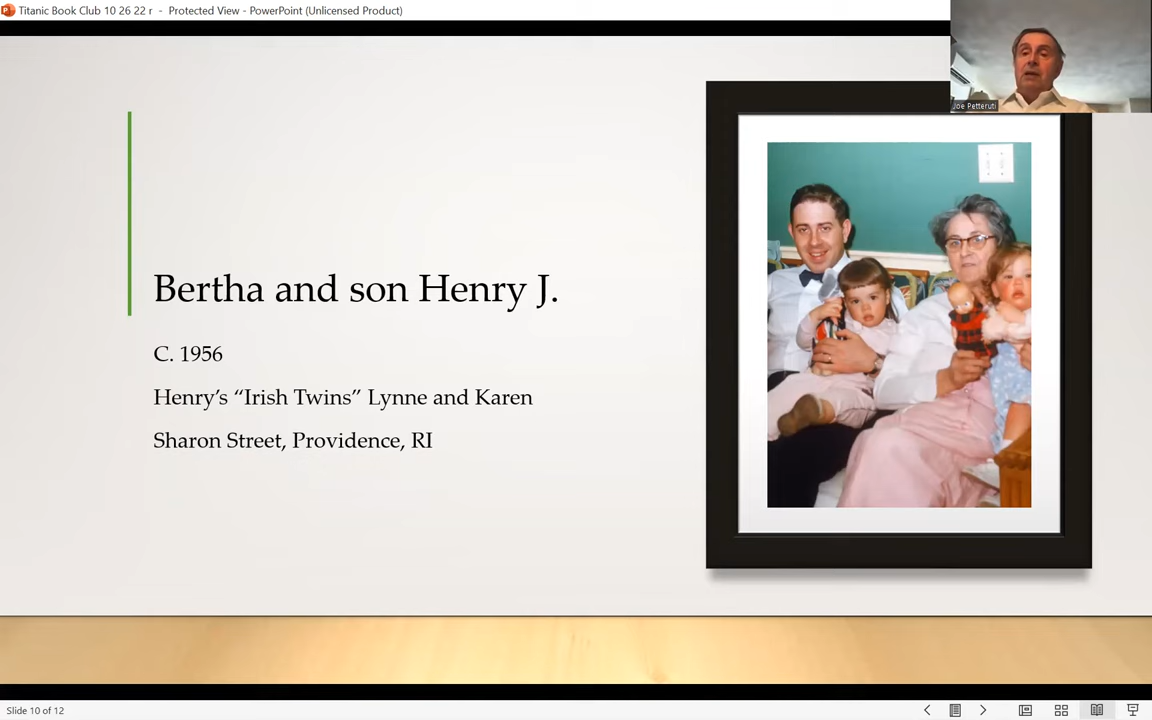 Titanic Book Club 10 26 22 r - Protected View - PowerPoint (Unlicensed Product)
Joe Petteruti
Bertha and son Henry J.
C. 1956
Henry’s “Irish Twins” Lynne and Karen
Sharon Street, Providence, RI
Slide 10 of 12